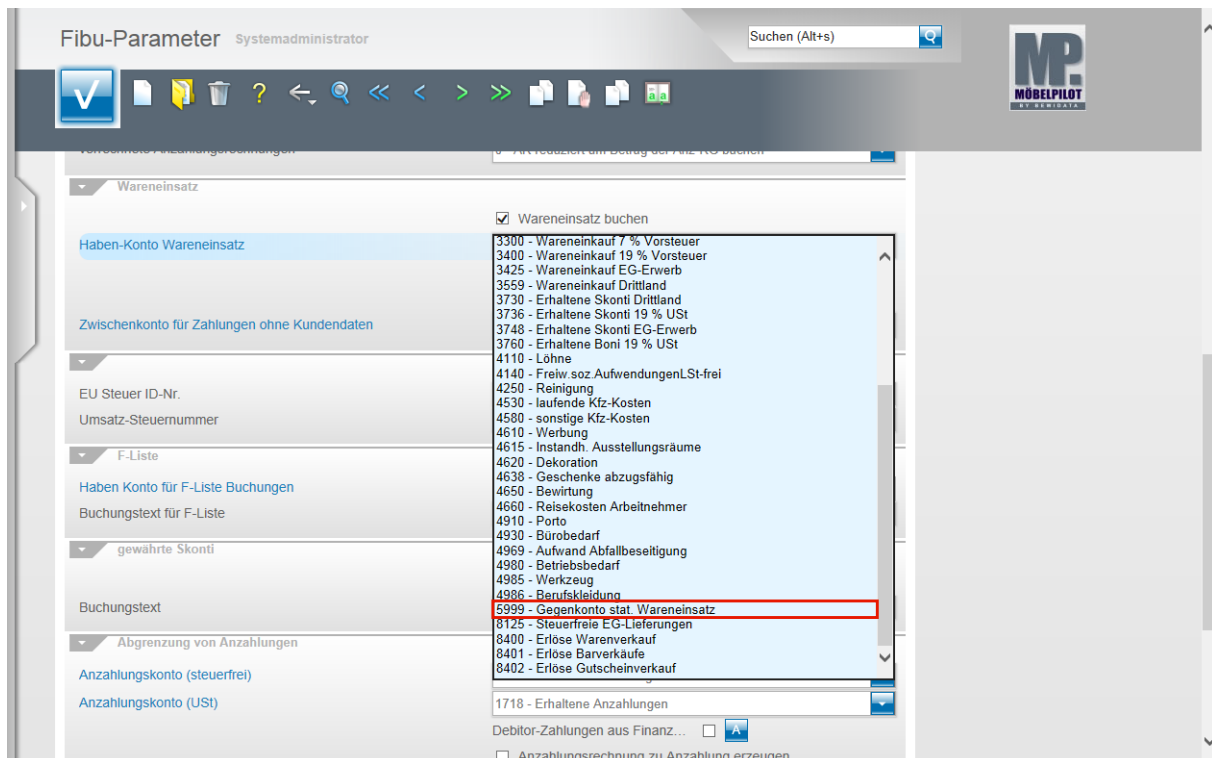 Fibu-Parameter Systemadministrator
Suchen (Alt+s)
MP.
MÖBELPILOT
BY BEWIDATA
Wareneinsatz
Wareneinsatz buchen
Haben-Konto Wareneinsatz
3300 - Wareneinkauf 7 % Vorsteuer
3400 - Wareneinkauf 19 % Vorsteuer
3425 - Wareneinkauf EG-Erwerb
3559 - Wareneinkauf Drittland
3730 - Erhaltene Skonti Drittland
3736 - Erhaltene Skonti 19 % USt
3748 - Erhaltene Skonti EG-Erwerb
3760 - Erhaltene Boni 19 % USt
4110 - Löhne
4140 - Freiw.soz.AufwendungenLSt-frei
4250 - Reinigung
4530 - laufende Kfz-Kosten
4580 - sonstige Kfz-Kosten
4610 - Werbung
4615 - Instandh. Ausstellungsräume
4620 - Dekoration
4638 - Geschenke abzugsfähig
4650 - Bewirtung
4660 - Reisekosten Arbeitnehmer
4910 - Porto
4930 - Bürobedarf
4969 - Aufwand Abfallbeseitigung
4980 - Betriebsbedarf
4985 - Werkzeug
4986 - Berufskleidung
5999 - Gegenkonto stat. Wareneinsatz
8125 - Steuerfreie EG-Lieferungen
8400 - Erlöse Warenverkauf
8401 - Erlöse Barverkäufe
8402 - Erlöse Gutscheinverkauf
Zwischenkonto für Zahlungen ohne Kundendaten
EU Steuer ID-Nr.
Umsatz-Steuernummer
F-Liste
Haben Konto für F-Liste Buchungen
Buchungstext für F-Liste
gewährte Skonti
Buchungstext
Abgrenzung von Anzahlungen
Anzahlungskonto (steuerfrei)
Anzahlungskonto (USt)
1718 - Erhaltene Anzahlungen
Debitor-Zahlungen aus Finanz... A
Anzahlungsrechnung zu Anzahlung erzeugen